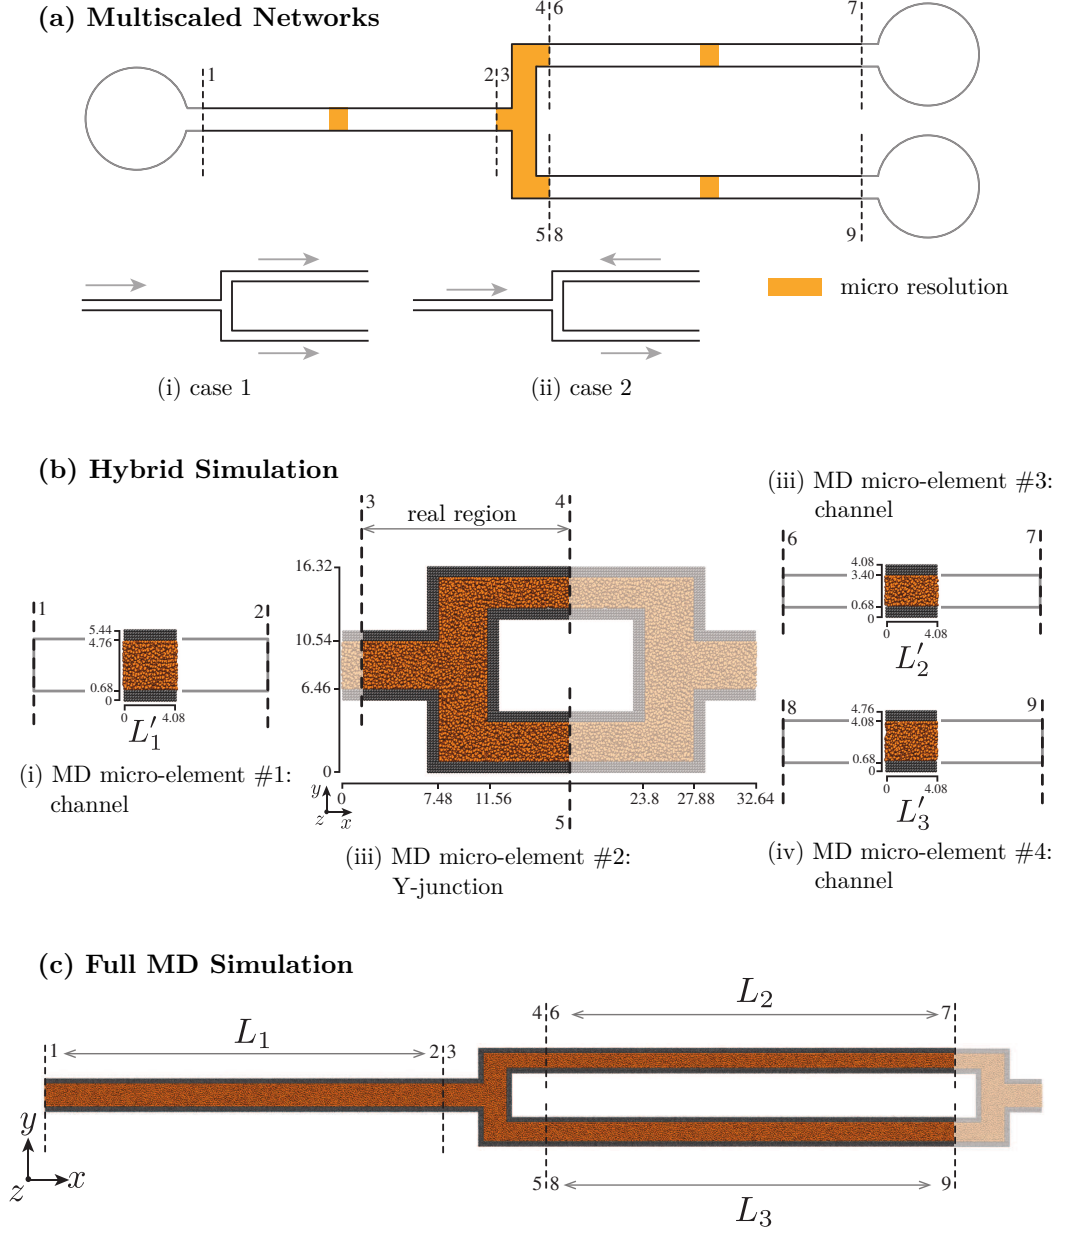 (a) Multiscaled Networks
4 6
7
1
2 3
5 8
9
micro resolution
(i) case 1
(ii) case 2
(b) Hybrid Simulation
(iii) MD micro-element #3:
channel
3
4
real region
6
7
16.32
4.08
3.40
0.68
0
0
4.08
L′2
1
2
5.44
4.76
0.68
0
0
4.08
L′1
10.54
6.46
0
8
9
4.76
4.08
0.68
0
0
4.08
L′3
(i) MD micro-element #1:
channel
y
z
x
0
7.48
11.56
23.8
27.88
32.64
5
(iii) MD micro-element #2:
Y-junction
(iv) MD micro-element #4:
channel
(c) Full MD Simulation
L2
4 6
7
L1
1
2 3
y
x
z
5 8
9
L3